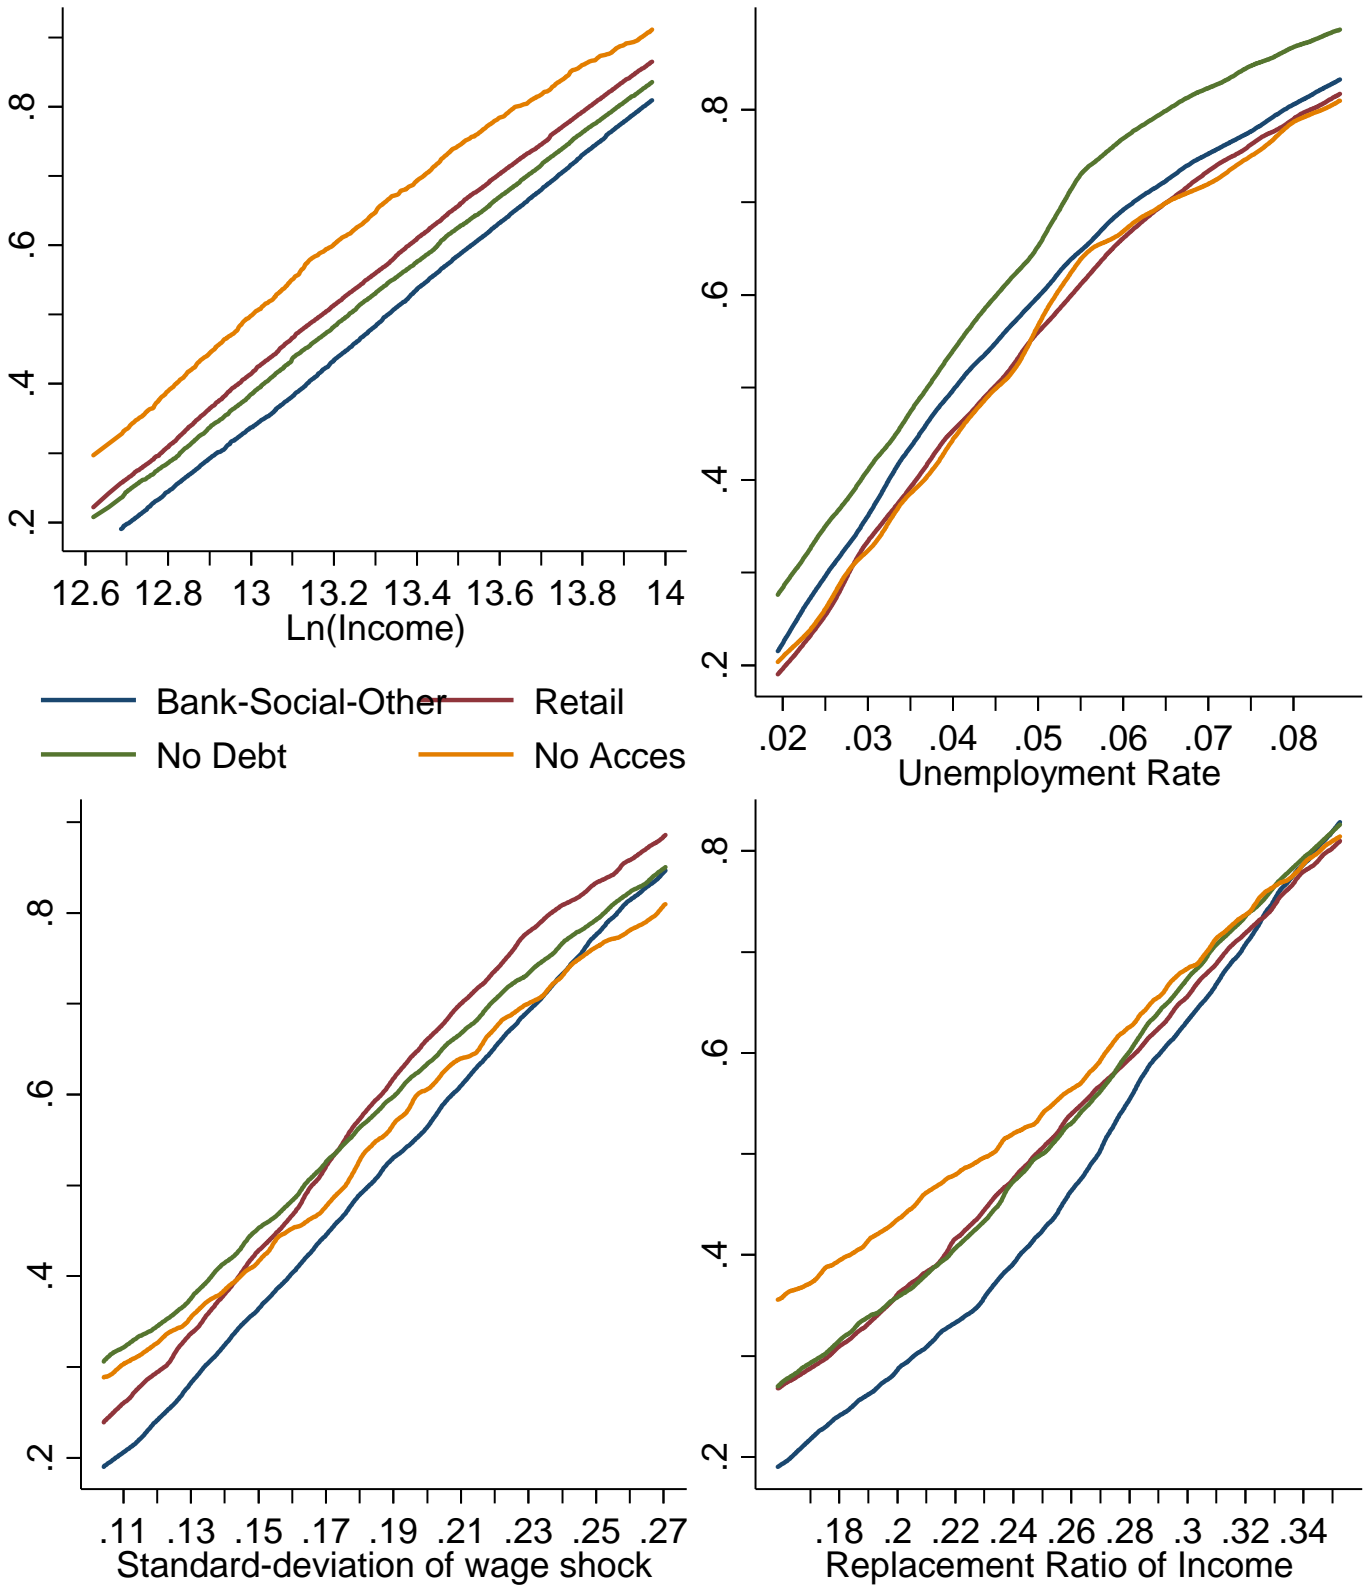 .8
.6
.4
.2
12.6 12.8 13 13.2 13.4 13.6 13.8 14
Ln(Income)
.8
.6
.4
.2
.02 .03 .04 .05 .06 .07 .08
Unemployment Rate
Bank-Social-Other Retail
No Debt No Acces
.8
.6
.4
.2
.11 .13 .15 .17 .19 .21 .23 .25 .27
Standard-deviation of wage shock
.8
.6
.4
.2
.18 .2 .22 .24 .26 .28 .3 .32 .34
Replacement Ratio of Income